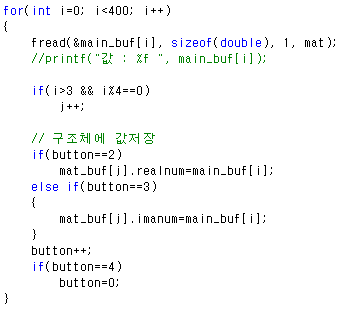 for(int i=0; i<400; i++)
{
fread(&main_buf[i], sizeof(double), 1, mat);
//printf("값 : %f ", main_buf[i]);
if(i>3 && i%4==0)
j++;
// 구조체에 값저장
if(button==2)
mat_buf[j].realnum=main_buf[i];
else if(button==3)
{
mat_buf[j].imanum=main_buf[i];
}
button++;
if(button==4)
button=0;
}